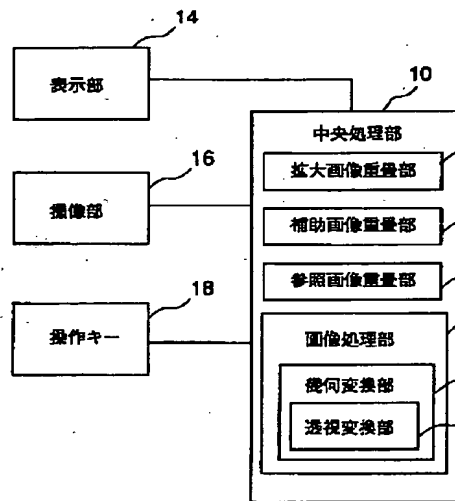 14
表示部
10
中央処理部
拡大画像重畳部
16
撮像部
補助画像重畳部
参照画像重畳部
18
操作キー
画像処理部
幾何変換部
透視変換部